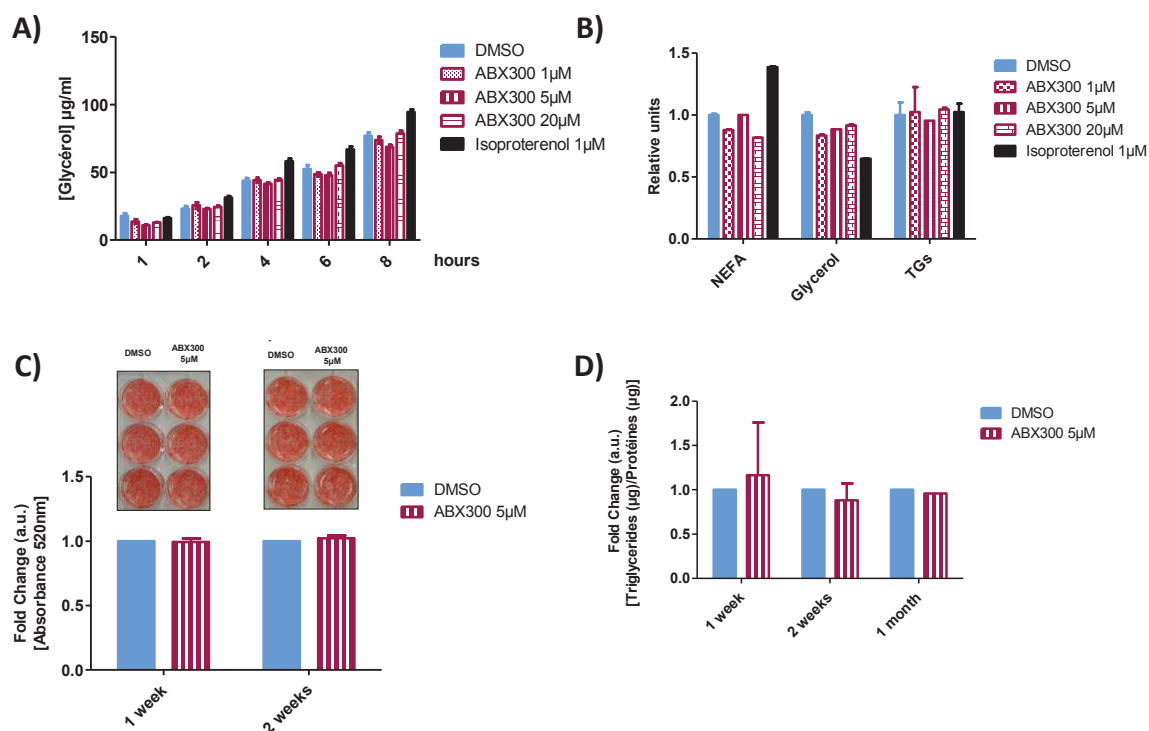 A)
[Glycérol] µg/ml
150
100
50
0
1
2
4
6
8
hours
DMSO
ABX300 1µM
ABX300 5µM
ABX300 20µM
Isoproterenol 1µM
B)
Relative units
1.5
1.0
0.5
0.0
NEFA
Glycerol
TGs
DMSO
ABX300 1µM
ABX300 5µM
ABX300 20µM
Isoproterenol 1µM
C)
DMSO
ABX300
5µM
DMSO
ABX300
5µM
Fold Change (a.u.)
[Absorbance 520nm]
1.5
1.0
0.5
0.0
1 week
2 weeks
DMSO
ABX300 5µM
D)
Fold Change (a.u.)
[Triglycerides (µg)/Protéines (µg)]
2.0
1.5
1.0
0.5
0.0
1 week
2 weeks
1 month
DMSO
ABX300 5µM